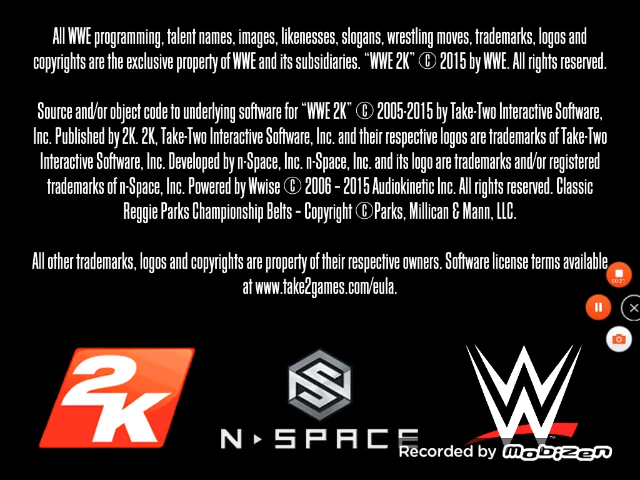 All WWE programming, talent names, images, likenesses, slogans, wrestling moves, trademarks, logos and
copyrights are the exclusive property of WWE and its subsidiaries. “WWE 2K” © 2015 by WWE. All rights reserved.
Source and/or object code to underlying software for “WWE 2K” © 2005-2015 by Take-Two Interactive Software,
Inc. Published by 2K. 2K, Take-Two Interactive Software, Inc. and their respective logos are trademarks of Take-Two
Interactive Software, Inc. Developed by n-Space, Inc. n-Space, Inc. and its logo are trademarks and/or registered
trademarks of n-Space, Inc. Powered by Wwise © 2006 – 2015 Audiokinetic Inc. All rights reserved. Classic
Reggie Parks Championship Belts – Copyright ©Parks, Millican & Mann, LLC.
All other trademarks, logos and copyrights are property of their respective owners. Software license terms available
at www.take2games.com/eula.
2K
N-SPACE
W
TM
Recorded by mobizen